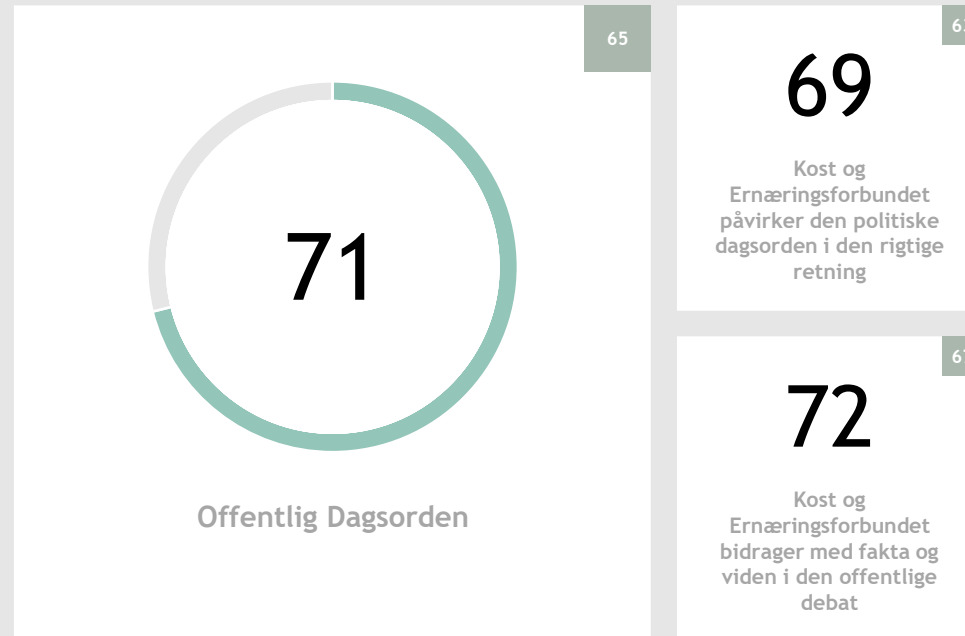 65
71
Offentlig Dagsorden
69
Kost og
Ernæringsforbundet
påvirker den politiske
dagsorden i den rigtige
retning
72
Kost og
Ernæringsforbundet
bidrager med fakta og
viden i den offentlige
debat